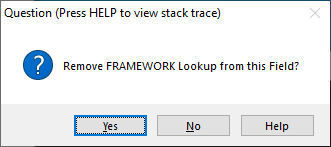 Question (Press HELP to view stack trace)
Remove FRAMEWORK Lookup from this Field?
Yes No Help